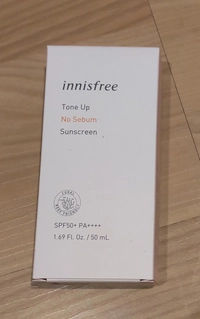 innisfree
Tone Up
No Sebum
Sunscreen
SPF50+ PA++++
1.69 Fl. Oz. / 50 mL